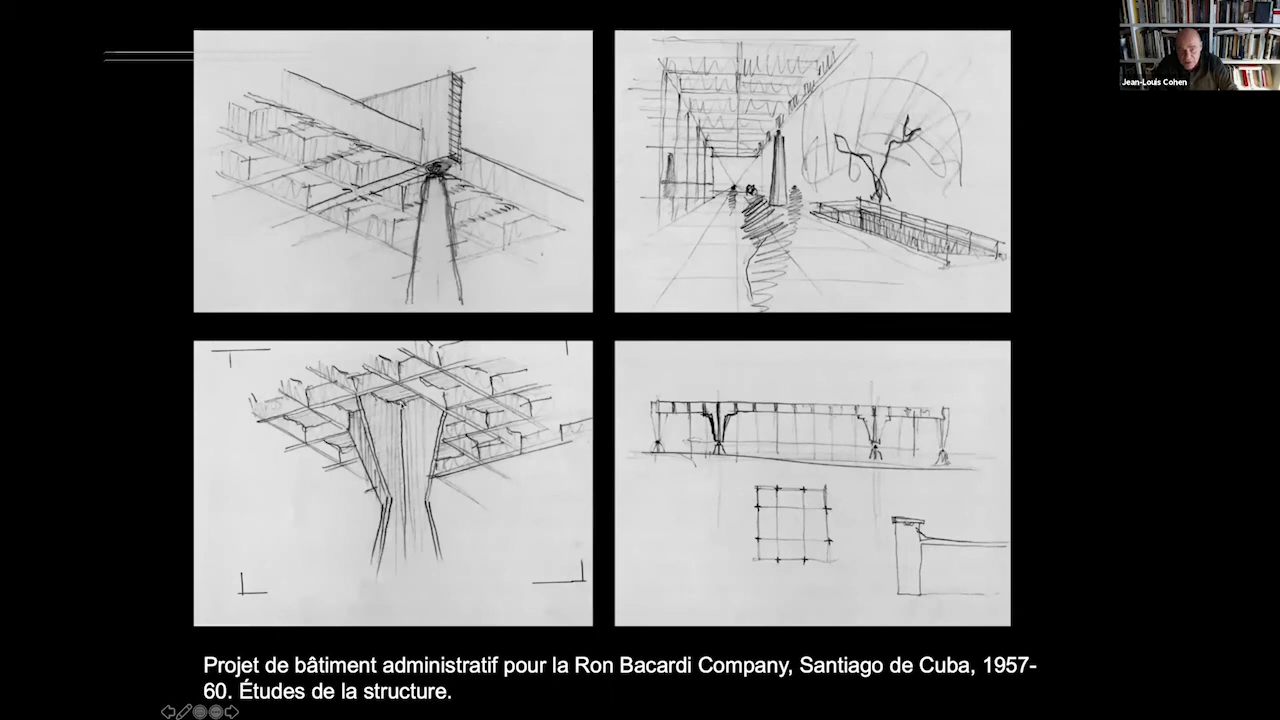 Jean-Louis Cohen
Projet de bâtiment administratif pour la Ron Bacardi Company, Santiago de Cuba, 1957-
60. Études de la structure.